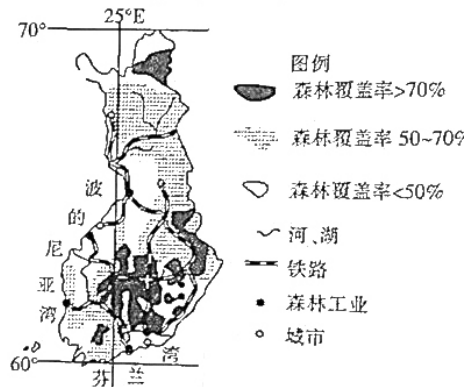 25°E
70°
图例
森林覆盖率>70%
森林覆盖率 50~70%
森林覆盖率<50%
河、湖
铁路
森林工业
城市
波
的
尼
亚
湾
60°
芬 兰 湾